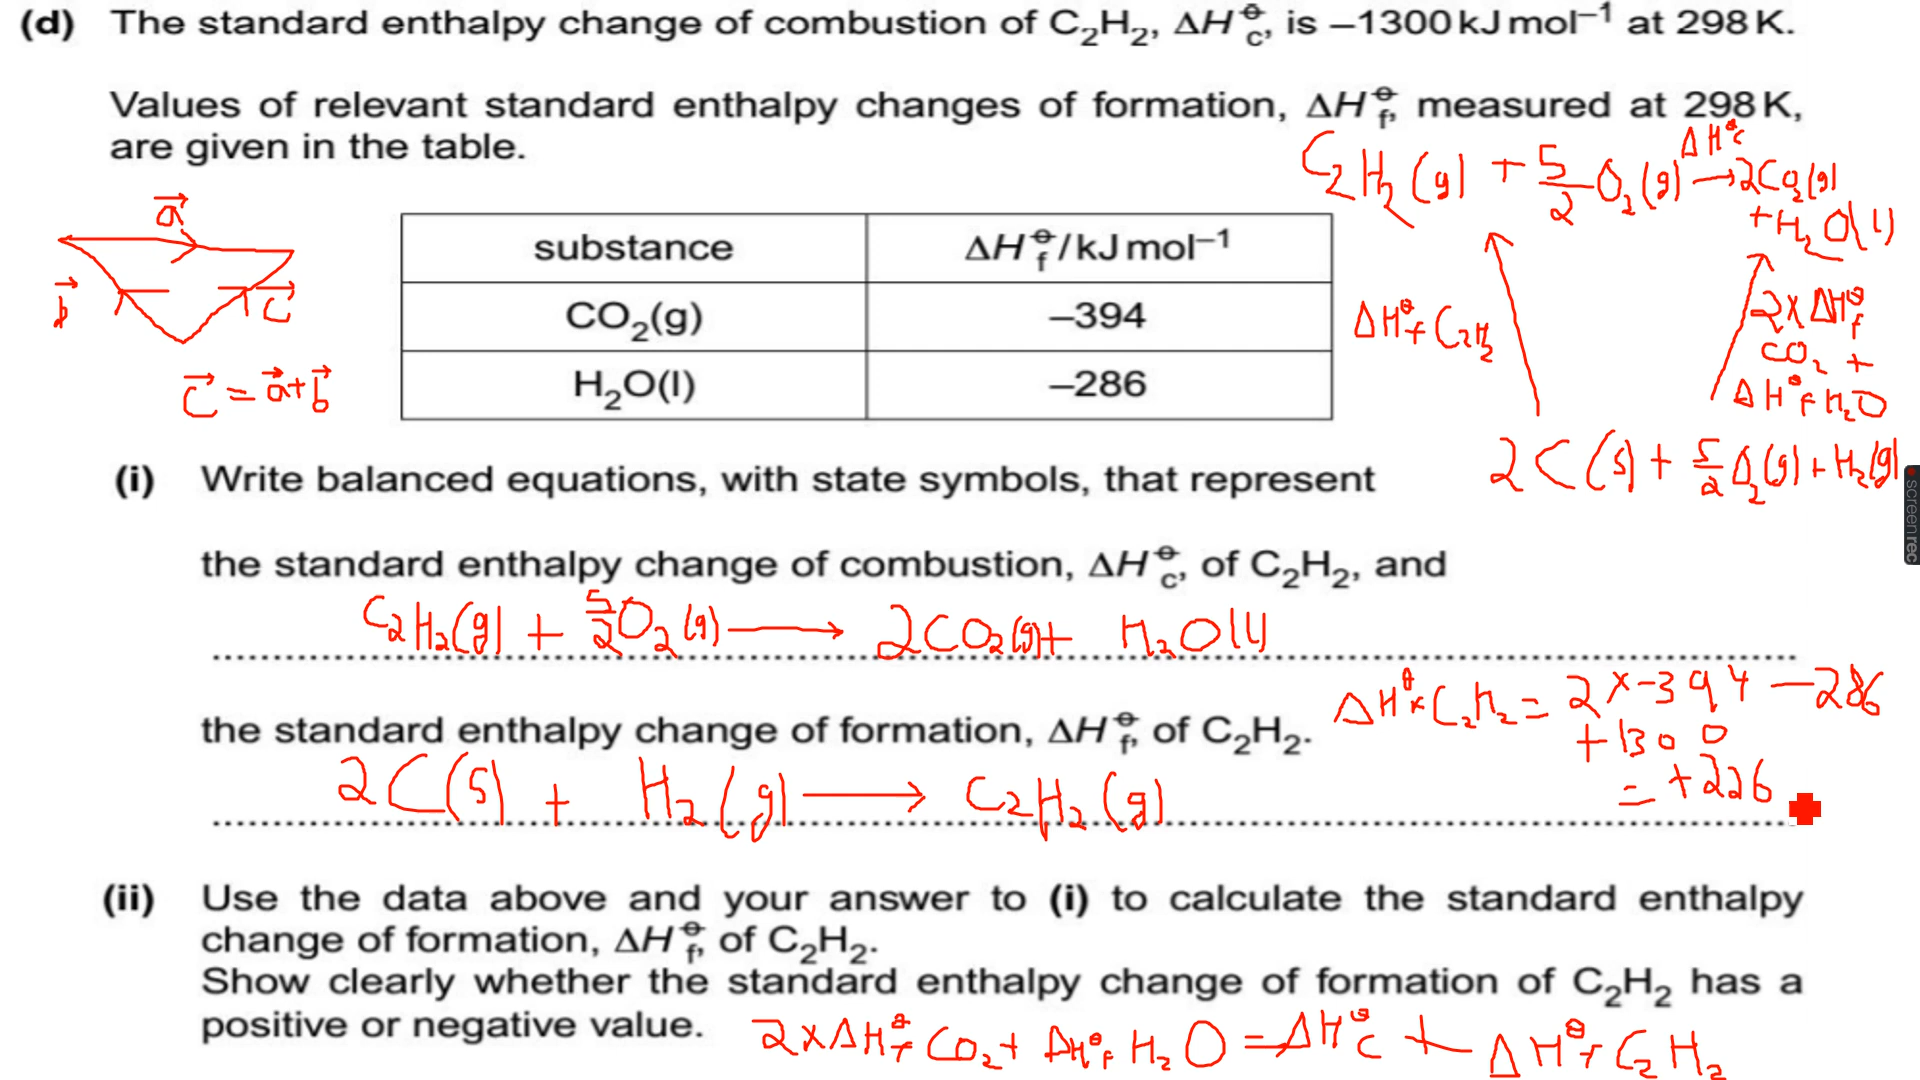 (d) The standard enthalpy change of combustion of C₂H₂, ΔH⦵c, is –1300 kJ mol⁻¹ at 298 K.
Values of relevant standard enthalpy changes of formation, ΔH⦵f, measured at 298 K,
are given in the table.
C₂H₂(g) + 5/2 O₂(g) → 2CO₂(g)
ΔH⦵c
+ H₂O(l)
a
b
c
c = a + b
substance ΔH⦵f / kJ mol⁻¹
CO₂(g) –394
H₂O(l) –286
ΔH⦵f C₂H₂
2x ΔH⦵f
CO₂ +
ΔH⦵f H₂O
2C(s) + 5/2 O₂(g) + H₂(g)
(i) Write balanced equations, with state symbols, that represent
the standard enthalpy change of combustion, ΔH⦵c, of C₂H₂, and
C₂H₂(g) + 5/2 O₂(g) → 2CO₂(g) + H₂O(l)
the standard enthalpy change of formation, ΔH⦵f, of C₂H₂.
2C(s) + H₂(g) → C₂H₂(g)
ΔH⦵f C₂H₂ = 2 x -394 - 286
+ 1300
= +226
(ii) Use the data above and your answer to (i) to calculate the standard enthalpy
change of formation, ΔH⦵f, of C₂H₂.
Show clearly whether the standard enthalpy change of formation of C₂H₂ has a
positive or negative value.
2xΔH⦵f CO₂ + ΔH⦵f H₂O = ΔH⦵c + ΔH⦵f C₂H₂
screenrec